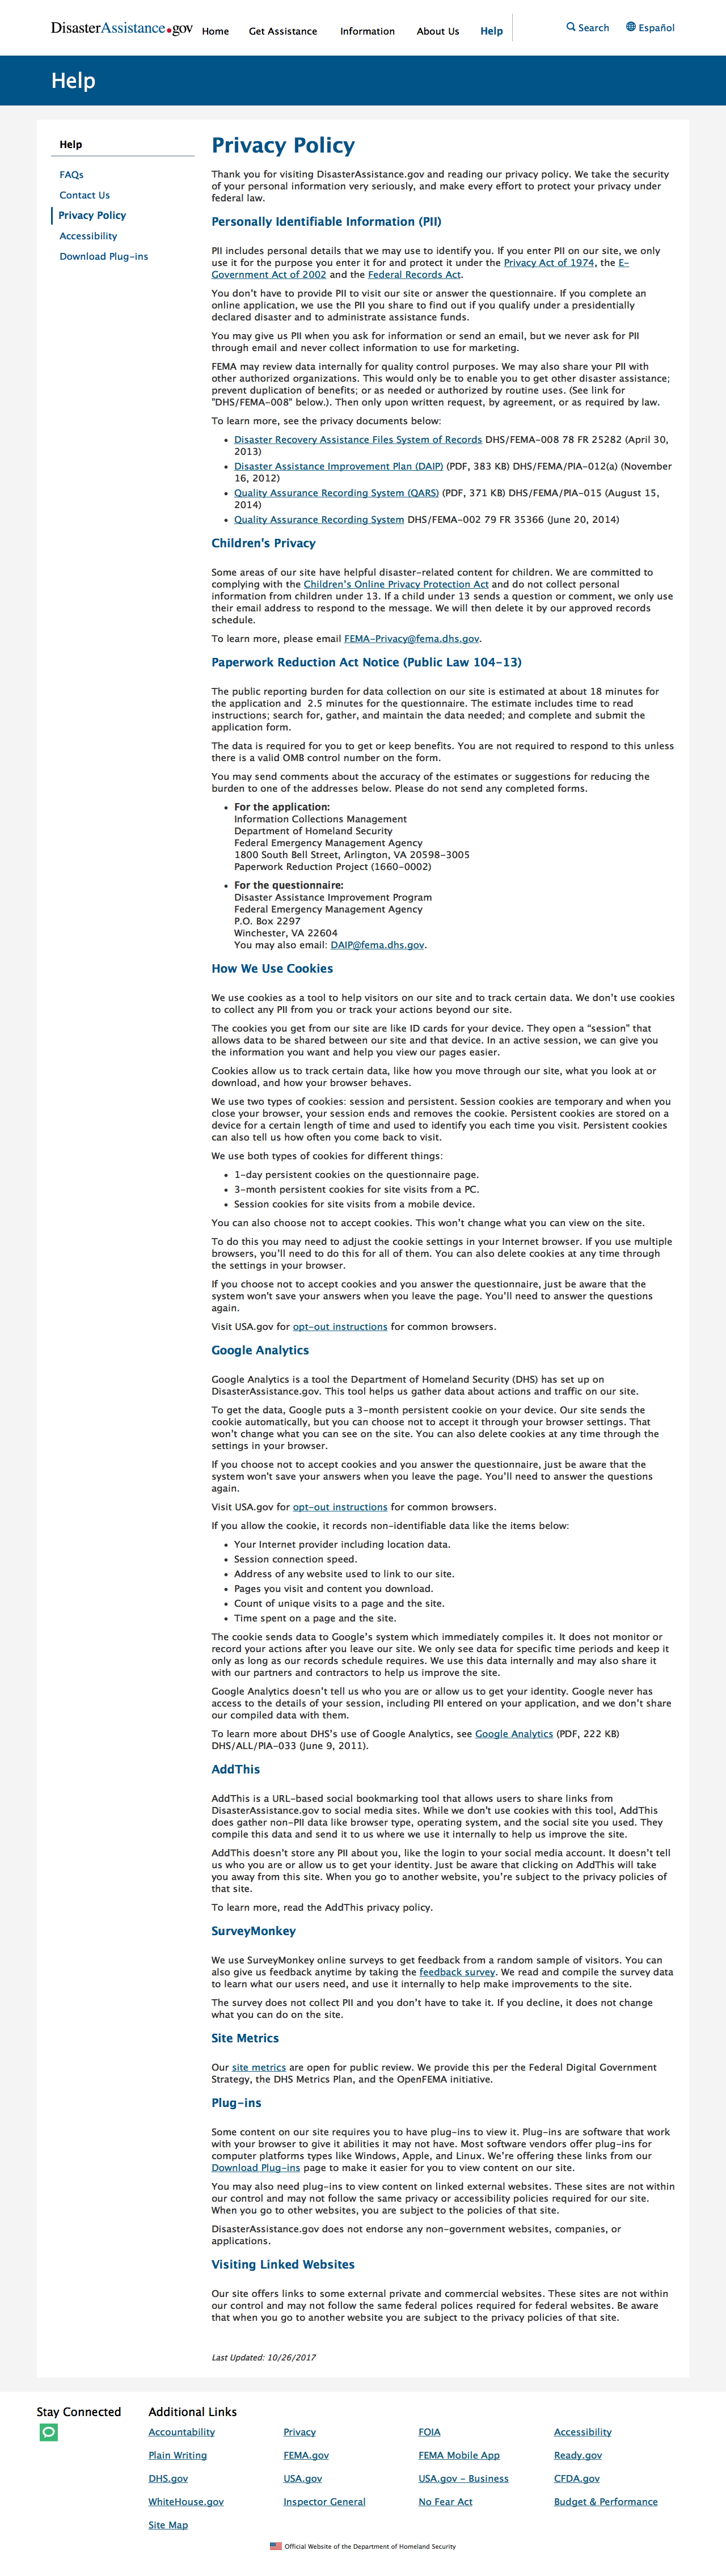 DisasterAssistance.gov
Home
Get Assistance
Information
About Us
Help
Search
Español
Help
Help
FAQs
Contact Us
Privacy Policy
Accessibility
Download Plug-ins
Privacy Policy
Thank you for visiting DisasterAssistance.gov and reading our privacy policy. We take the security
of your personal information very seriously, and make every effort to protect your privacy under
federal law.
Personally Identifiable Information (PII)
PII includes personal details that we may use to identify you. If you enter PII on our site, we only
use it for the purpose you enter it for and protect it under the Privacy Act of 1974, the E-
Government Act of 2002 and the Federal Records Act.
You don't have to provide PII to visit our site or answer the questionnaire. If you complete an
online application, we use the PII you share to find out if you qualify under a presidentially
declared disaster and to administrate assistance funds.
You may give us PII when you ask for information or send an email, but we never ask for PII
through email and never collect information to use for marketing.
FEMA may review data internally for quality control purposes. We may also share your PII with
other authorized organizations. This would only be to enable you to get other disaster assistance;
prevent duplication of benefits; or as needed or authorized by routine uses. (See link for
"DHS/FEMA-008" below.). Then only upon written request, by agreement, or as required by law.
To learn more, see the privacy documents below:
• Disaster Recovery Assistance Files System of Records DHS/FEMA-008 78 FR 25282 (April 30,
2013)
• Disaster Assistance Improvement Plan (DAIP) (PDF, 383 KB) DHS/FEMA/PIA-012(a) (November
16, 2012)
• Quality Assurance Recording System (QARS) (PDF, 371 KB) DHS/FEMA/PIA-015 (August 15,
2014)
• Quality Assurance Recording System DHS/FEMA-002 79 FR 35366 (June 20, 2014)
Children's Privacy
Some areas of our site have helpful disaster-related content for children. We are committed to
complying with the Children's Online Privacy Protection Act and do not collect personal
information from children under 13. If a child under 13 sends a question or comment, we only use
their email address to respond to the message. We will then delete it by our approved records
schedule.
To learn more, please email FEMA-Privacy@fema.dhs.gov.
Paperwork Reduction Act Notice (Public Law 104-13)
The public reporting burden for data collection on our site is estimated at about 18 minutes for
the application and 2.5 minutes for the questionnaire. The estimate includes time to read
instructions; search for, gather, and maintain the data needed; and complete and submit the
application form.
The data is required for you to get or keep benefits. You are not required to respond to this unless
there is a valid OMB control number on the form.
You may send comments about the accuracy of the estimates or suggestions for reducing the
burden to one of the addresses below. Please do not send any completed forms.
• For the application:
Information Collections Management
Department of Homeland Security
Federal Emergency Management Agency
1800 South Bell Street, Arlington, VA 20598-3005
Paperwork Reduction Project (1660-0002)
• For the questionnaire:
Disaster Assistance Improvement Program
Federal Emergency Management Agency
P.O. Box 2297
Winchester, VA 22604
You may also email: DAIP@fema.dhs.gov.
How We Use Cookies
We use cookies as a tool to help visitors on our site and to track certain data. We don't use cookies
to collect any PII from you or track your actions beyond our site.
The cookies you get from our site are like ID cards for your device. They open a “session” that
allows data to be shared between our site and that device. In an active session, we can give you
the information you want and help you view our pages easier.
Cookies allow us to track certain data, like how you move through our site, what you look at or
download, and how your browser behaves.
We use two types of cookies: session and persistent. Session cookies are temporary and when you
close your browser, your session ends and removes the cookie. Persistent cookies are stored on a
device for a certain length of time and used to identify you each time you visit. Persistent cookies
can also tell us how often you come back to visit.
We use both types of cookies for different things:
• 1-day persistent cookies on the questionnaire page.
• 3-month persistent cookies for site visits from a PC.
• Session cookies for site visits from a mobile device.
You can also choose not to accept cookies. This won't change what you can view on the site.
To do this you may need to adjust the cookie settings in your Internet browser. If you use multiple
browsers, you'll need to do this for all of them. You can also delete cookies at any time through
the settings in your browser.
If you choose not to accept cookies and you answer the questionnaire, just be aware that the
system won't save your answers when you leave the page. You'll need to answer the questions
again.
Visit USA.gov for opt-out instructions for common browsers.
Google Analytics
Google Analytics is a tool the Department of Homeland Security (DHS) has set up on
DisasterAssistance.gov. This tool helps us gather data about actions and traffic on our site.
To get the data, Google puts a 3-month persistent cookie on your device. Our site sends the
cookie automatically, but you can choose not to accept it through your browser settings. That
won't change what you can see on the site. You can also delete cookies at any time through the
settings in your browser.
If you choose not to accept cookies and you answer the questionnaire, just be aware that the
system won't save your answers when you leave the page. You'll need to answer the questions
again.
Visit USA.gov for opt-out instructions for common browsers.
If you allow the cookie, it records non-identifiable data like the items below:
• Your Internet provider including location data.
• Session connection speed.
• Address of any website used to link to our site.
• Pages you visit and content you download.
• Count of unique visits to a page and the site.
• Time spent on a page and the site.
The cookie sends data to Google's system which immediately compiles it. It does not monitor or
record your actions after you leave our site. We only see data for specific time periods and keep it
only as long as our records schedule requires. We use this data internally and may also share it
with our partners and contractors to help us improve the site.
Google Analytics doesn't tell us who you are or allow us to get your identity. Google never has
access to the details of your session, including PII entered on your application, and we don't share
our compiled data with them.
To learn more about DHS's use of Google Analytics, see Google Analytics (PDF, 222 KB)
DHS/ALL/PIA-033 (June 9, 2011).
AddThis
AddThis is a URL-based social bookmarking tool that allows users to share links from
DisasterAssistance.gov to social media sites. While we don't use cookies with this tool, AddThis
does gather non-PII data like browser type, operating system, and the social site you used. They
compile this data and send it to us where we use it internally to help us improve the site.
AddThis doesn't store any PII about you, like the login to your social media account. It doesn't tell
us who you are or allow us to get your identity. Just be aware that clicking on AddThis will take
you away from this site. When you go to another website, you're subject to the privacy policies of
that site.
To learn more, read the AddThis privacy policy.
SurveyMonkey
We use SurveyMonkey online surveys to get feedback from a random sample of visitors. You can
also give us feedback anytime by taking the feedback survey. We read and compile the survey data
to learn what our users need, and use it internally to help make improvements to the site.
The survey does not collect PII and you don't have to take it. If you decline, it does not change
what you can do on the site.
Site Metrics
Our site metrics are open for public review. We provide this per the Federal Digital Government
Strategy, the DHS Metrics Plan, and the OpenFEMA initiative.
Plug-ins
Some content on our site requires you to have plug-ins to view it. Plug-ins are software that work
with your browser to give it abilities it may not have. Most software vendors offer plug-ins for
computer platforms types like Windows, Apple, and Linux. We're offering these links from our
Download Plug-ins page to make it easier for you to view content on our site.
You may also need plug-ins to view content on linked external websites. These sites are not within
our control and may not follow the same privacy or accessibility policies required for our site.
When you go to other websites, you are subject to the policies of that site.
DisasterAssistance.gov does not endorse any non-government websites, companies, or
applications.
Visiting Linked Websites
Our site offers links to some external private and commercial websites. These sites are not within
our control and may not follow the same federal polices required for federal websites. Be aware
that when you go to another website you are subject to the privacy policies of that site.
Last Updated: 10/26/2017
Stay Connected
Additional Links
Accountability
Privacy
FOIA
Accessibility
Plain Writing
FEMA.gov
FEMA Mobile App
Ready.gov
DHS.gov
USA.gov
USA.gov - Business
CFDA.gov
WhiteHouse.gov
Inspector General
No Fear Act
Budget & Performance
Site Map
Official Website of the Department of Homeland Security